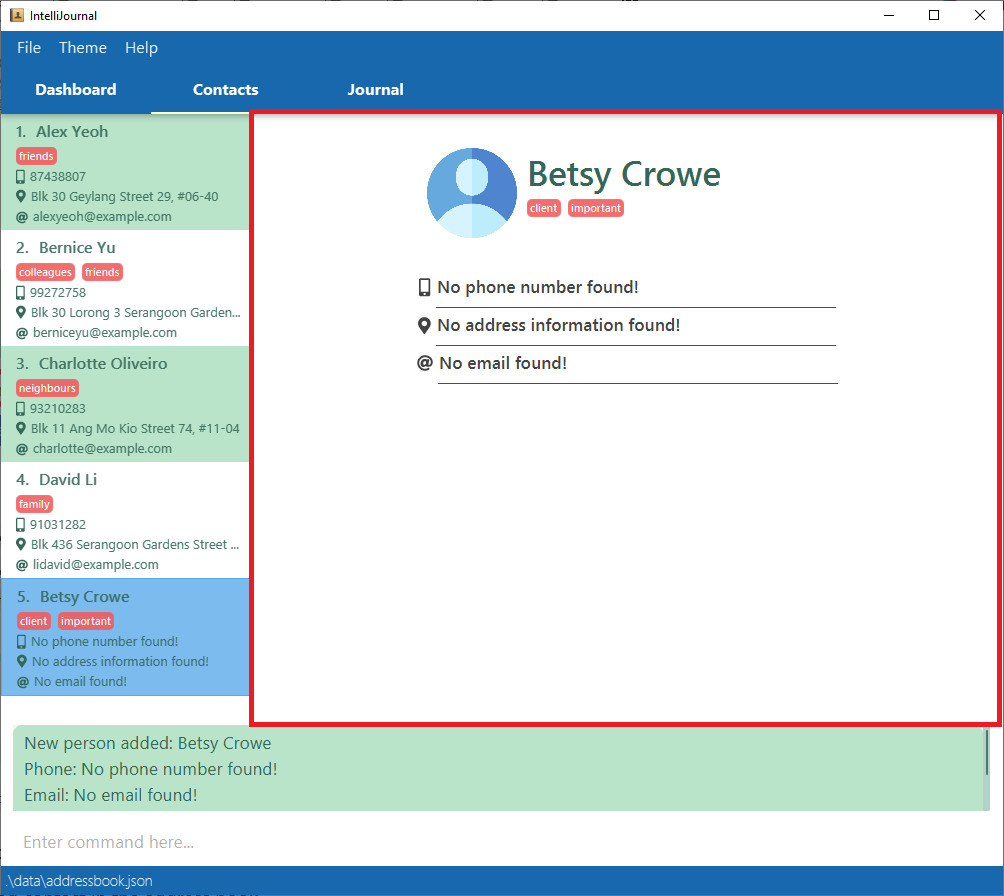 IntelliJournal
File Theme Help
Dashboard Contacts Journal
1. Alex Yeoh
friends
87438807
Blk 30 Geylang Street 29, #06-40
@ alexyeoh@example.com
2. Bernice Yu
colleagues friends
99272758
Blk 30 Lorong 3 Serangoon Garden...
@ berniceyu@example.com
3. Charlotte Oliveiro
neighbours
93210283
Blk 11 Ang Mo Kio Street 74, #11-04
@ charlotte@example.com
4. David Li
family
91031282
Blk 436 Serangoon Gardens Street ...
@ lidavid@example.com
5. Betsy Crowe
client important
No phone number found!
No address information found!
@ No email found!
Betsy Crowe
client important
No phone number found!
No address information found!
@ No email found!
New person added: Betsy Crowe
Phone: No phone number found!
Email: No email found!
Enter command here...
.\data\addressbook.json